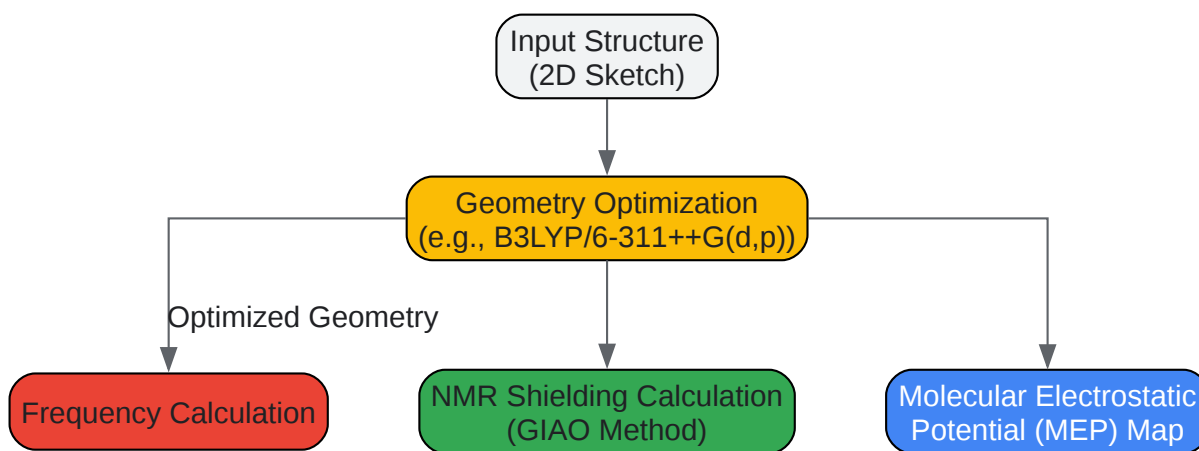 Input Structure
(2D Sketch)
Geometry Optimization
(e.g., B3LYP/6-311++G(d,p))
Optimized Geometry
Frequency Calculation
NMR Shielding Calculation
(GIAO Method)
Molecular Electrostatic
Potential (MEP) Map